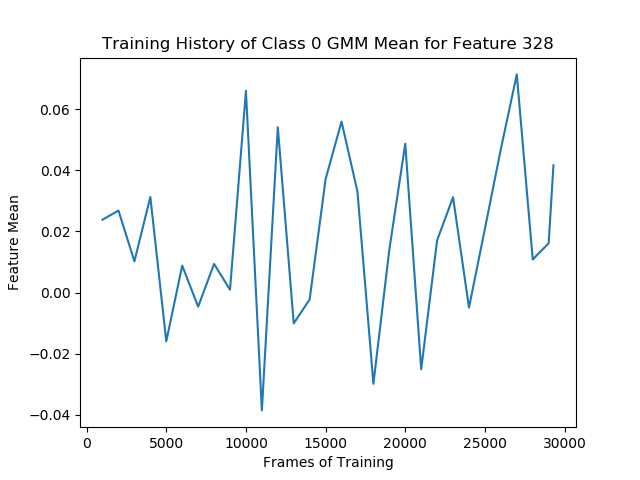 Training History of Class 0 GMM Mean for Feature 328
0.06
0.04
0.02
0.00
−0.02
−0.04
Feature Mean
0 5000 10000 15000 20000 25000 30000
Frames of Training